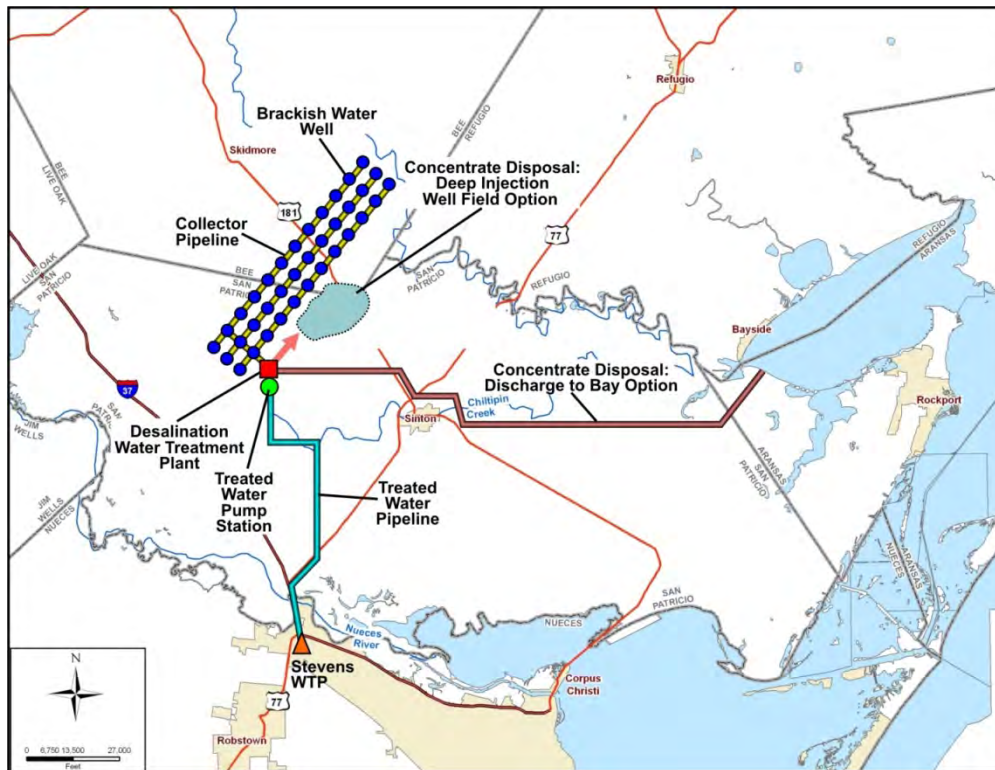 Refugio
BEE
REFUGIO
Brackish Water
Well
Skidmore
Concentrate Disposal:
Deep Injection
Well Field Option
BEE
LIVE OAK
181
Collector
Pipeline
77
REFUGIO
ARANSAS
LIVE OAK
SAN
PATRICIO
BEE
SAN
PATRICIO
SAN
PATRICIO
REFUGIO
Bayside
37
Concentrate Disposal:
Discharge to Bay Option
Rockport
Chiltipin
Creek
Sinton
SAN
PATRICIO
JIM
WELLS
Desalination
Water Treatment
Plant
ARANSAS
SAN
PATRICIO
Treated
Water
Pump
Station
Treated
Water
Pipeline
JIM
WELLS
NUECES
ARANSAS
NUECES
SAN
PATRICIO
NUECES
Nueces
River
Stevens
WTP
Corpus
Christi
N
77
Robstown
0 6,750 13,500 27,000
Feet